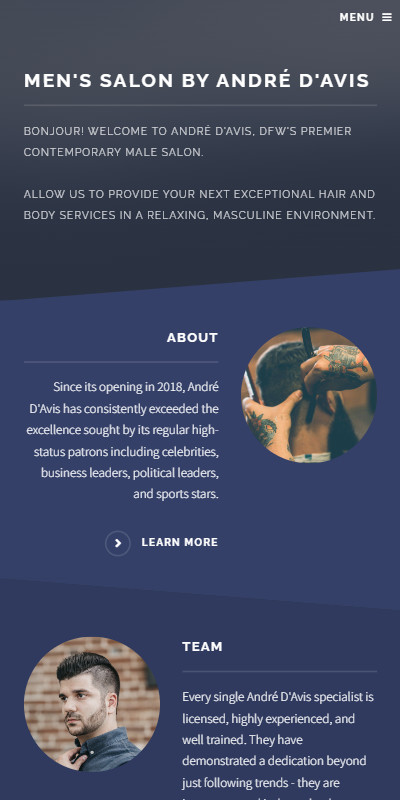 MENU
MEN'S SALON BY ANDRÉ D'AVIS
BONJOUR! WELCOME TO ANDRÉ D'AVIS, DFW'S PREMIER
CONTEMPORARY MALE SALON.
ALLOW US TO PROVIDE YOUR NEXT EXCEPTIONAL HAIR AND
BODY SERVICES IN A RELAXING, MASCULINE ENVIRONMENT.
ABOUT
Since its opening in 2018, André
D'Avis has consistently exceeded the
excellence sought by its regular high-
status patrons including celebrities,
business leaders, political leaders,
and sports stars.
LEARN MORE
TEAM
Every single André D'Avis specialist is
licensed, highly experienced, and
well trained. They have
demonstrated a dedication beyond
just following trends - they are